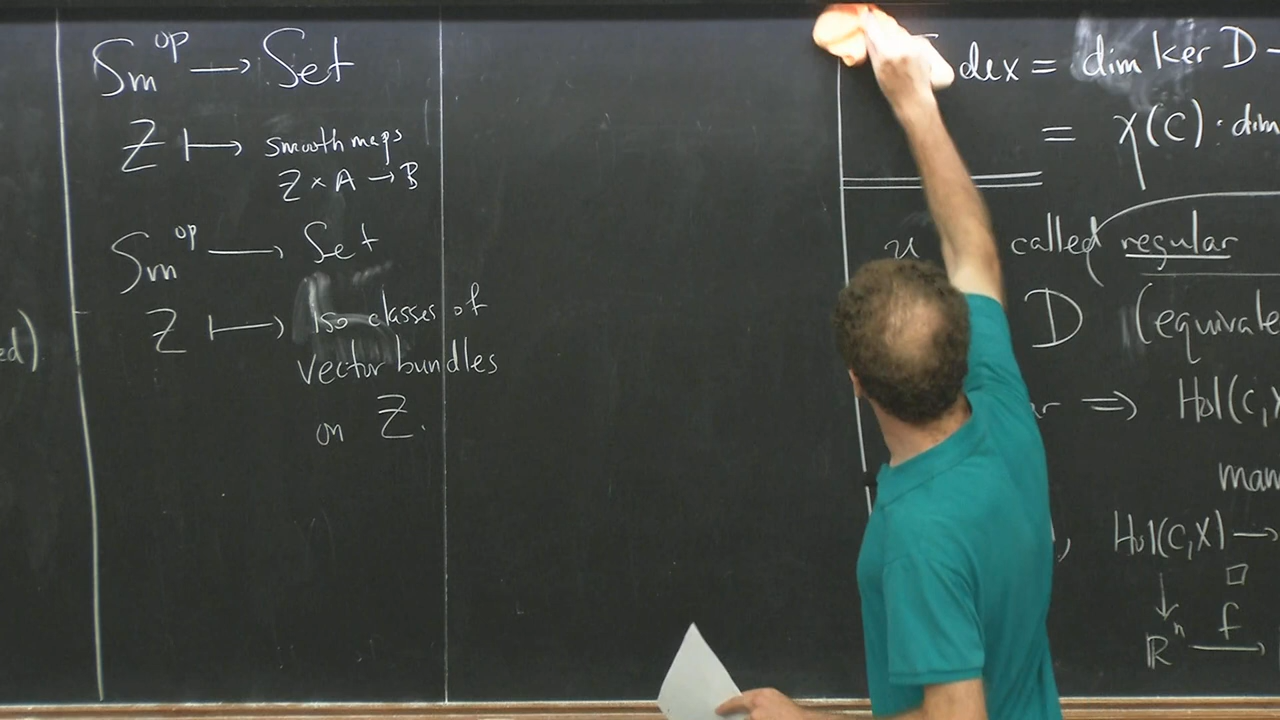 ed)
Sm^op → Set
Z ↦ smooth maps
Z × A → B
Sm^op → Set
Z ↦ Iso classes of
vector bundles
on Z.
dex = dim ker D -
= χ(C) · dim
u called regular
D (equivale
⇒ Hol(C, X
man
, Hol(C, X) →
↓ □
ℝ^n f →